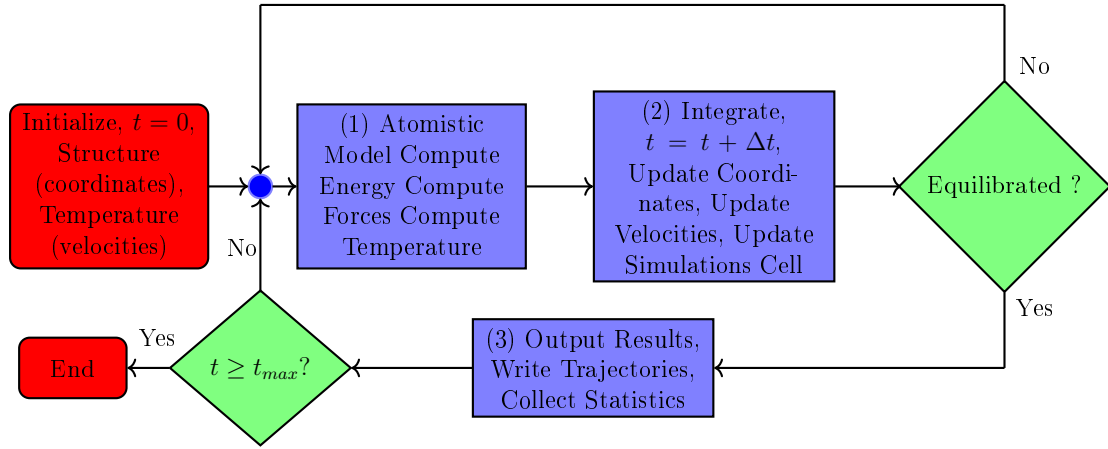 Initialize, t = 0,
Structure
(coordinates),
Temperature
(velocities)
(1) Atomistic
Model Compute
Energy Compute
Forces Compute
Temperature
(2) Integrate,
t = t + Δt,
Update Coordi-
nates, Update
Velocities, Update
Simulations Cell
Equilibrated ?
No
Yes
(3) Output Results,
Write Trajectories,
Collect Statistics
t ≥ t_{max}?
No
Yes
End